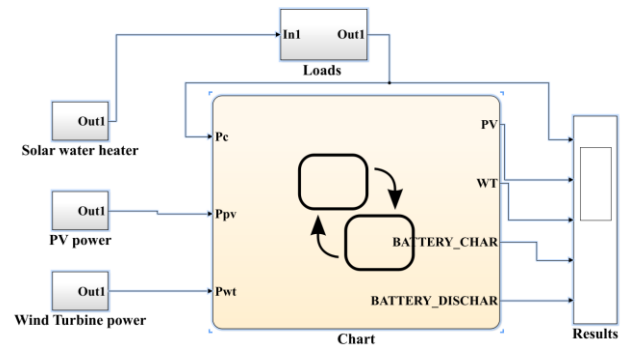 In1 Out1
Loads
Out1
Solar water heater
Out1
PV power
Out1
Wind Turbine power
Pc
Ppv
Pwt
PV
WT
BATTERY_CHAR
BATTERY_DISCHAR
Chart
Results